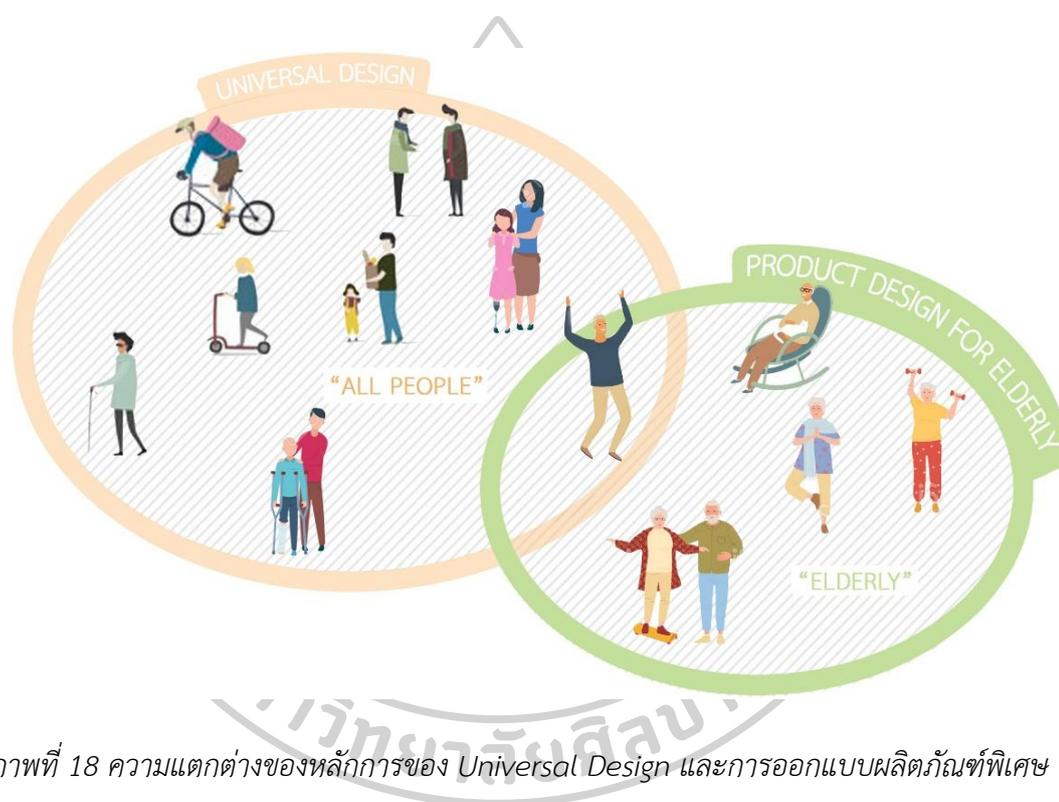 UNIVERSAL DESIGN
PRODUCT DESIGN FOR ELDERLY
"ALL PEOPLE"
"ELDERLY"
ภาพที่ 18 ความแตกต่างของหลักการของ Universal Design และการออกแบบผลิตภัณฑ์พิเศษ